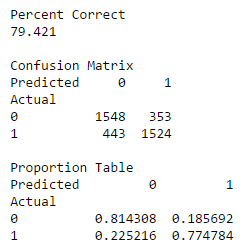 Percent Correct
79.421
Confusion Matrix
Predicted 0 1
Actual
0 1548 353
1 443 1524
Proportion Table
Predicted 0 1
Actual
0 0.814308 0.185692
1 0.225216 0.774784